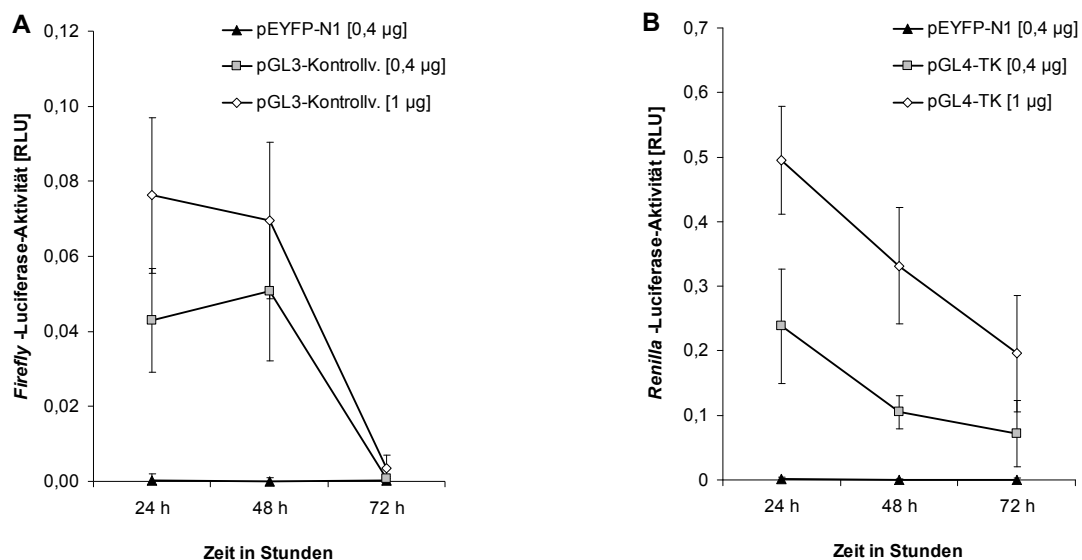 A
Firefly -Luciferase-Aktivität [RLU]
0,12
0,10
0,08
0,06
0,04
0,02
0,00
pEYFP-N1 [0,4 µg]
pGL3-Kontrollv. [0,4 µg]
pGL3-Kontrollv. [1 µg]
24 h 48 h 72 h
Zeit in Stunden
B
Renilla -Luciferase-Aktivität [RLU]
0,7
0,6
0,5
0,4
0,3
0,2
0,1
0
pEYFP-N1 [0,4 µg]
pGL4-TK [0,4 µg]
pGL4-TK [1 µg]
24 h 48 h 72 h
Zeit in Stunden